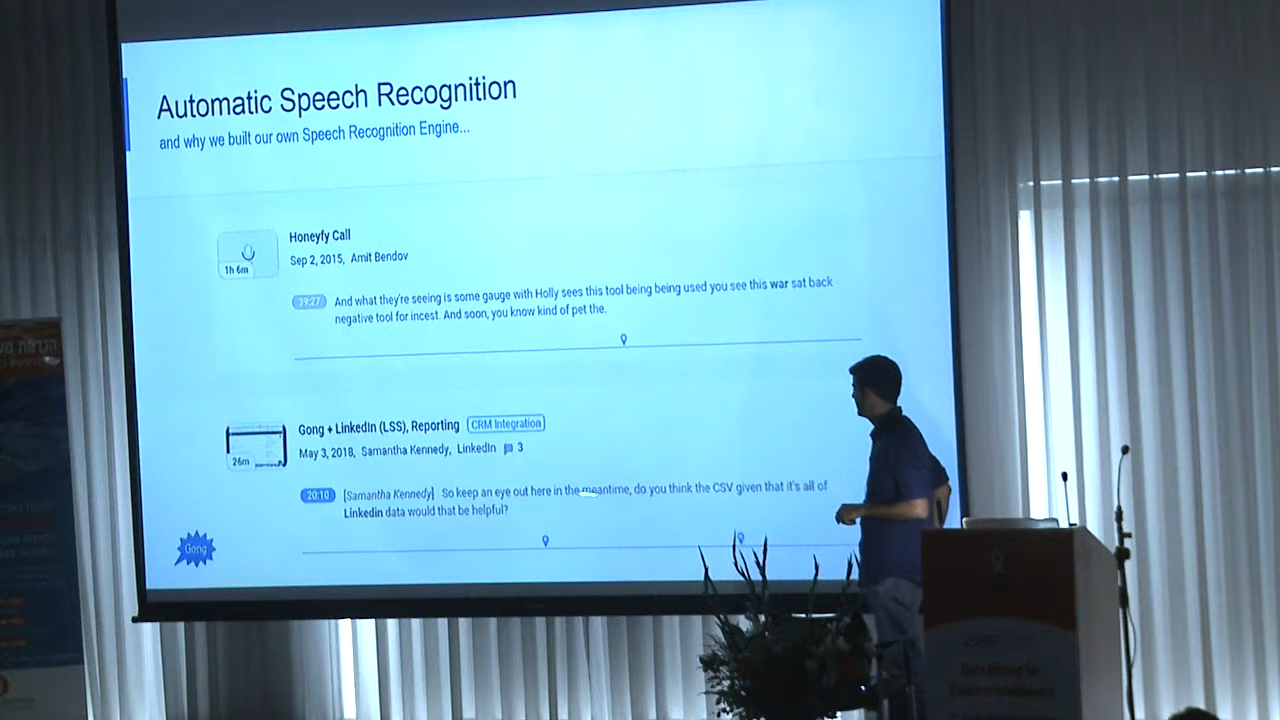 Automatic Speech Recognition
and why we built our own Speech Recognition Engine...
Honeyfy Call
Sep 2, 2015, Amit Bendov
1h 6m
39:27 And what they're seeing is some gauge with Holly sees this tool being being used you see this war sat back
negative tool for incest. And soon, you know kind of pet the.
Gong + LinkedIn (LSS), Reporting CRM Integration
May 3, 2018, Samantha Kennedy, LinkedIn 3
26m
20:10 [Samantha Kennedy] So keep an eye out here in the meantime, do you think the CSV given that it's all of
Linkedin data would that be helpful?
Gong